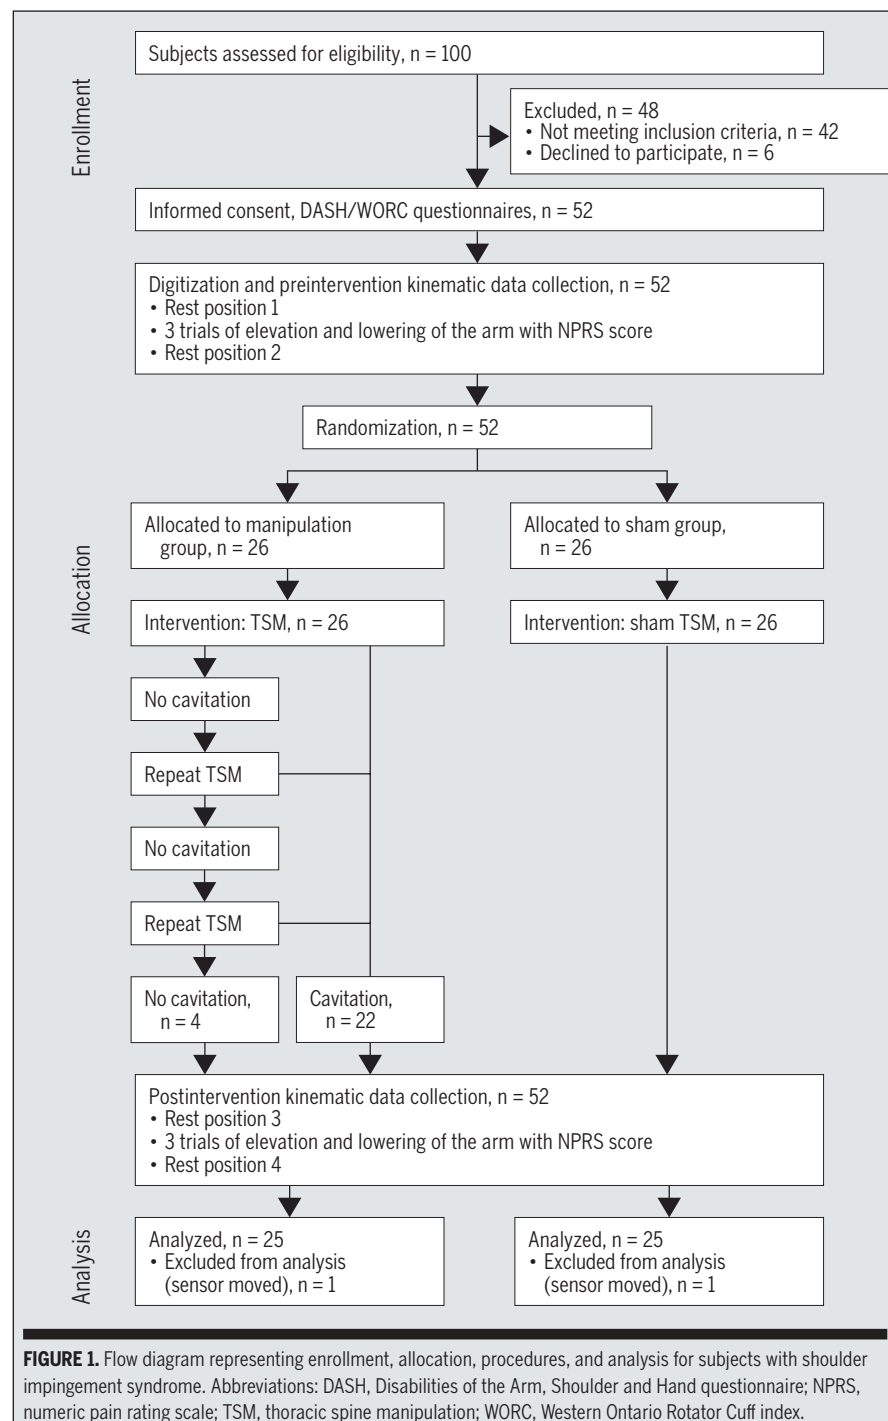 Enrollment
Subjects assessed for eligibility, n = 100
Excluded, n = 48
• Not meeting inclusion criteria, n = 42
• Declined to participate, n = 6
Informed consent, DASH/WORC questionnaires, n = 52
Digitization and preintervention kinematic data collection, n = 52
• Rest position 1
• 3 trials of elevation and lowering of the arm with NPRS score
• Rest position 2
Randomization, n = 52
Allocation
Allocated to manipulation
group, n = 26
Allocated to sham group,
n = 26
Intervention: TSM, n = 26
Intervention: sham TSM, n = 26
No cavitation
Repeat TSM
No cavitation
Repeat TSM
No cavitation,
n = 4
Cavitation,
n = 22
Postintervention kinematic data collection, n = 52
• Rest position 3
• 3 trials of elevation and lowering of the arm with NPRS score
• Rest position 4
Analysis
Analyzed, n = 25
• Excluded from analysis
(sensor moved), n = 1
Analyzed, n = 25
• Excluded from analysis
(sensor moved), n = 1
FIGURE 1. Flow diagram representing enrollment, allocation, procedures, and analysis for subjects with shoulder
impingement syndrome. Abbreviations: DASH, Disabilities of the Arm, Shoulder and Hand questionnaire; NPRS,
numeric pain rating scale; TSM, thoracic spine manipulation; WORC, Western Ontario Rotator Cuff index.